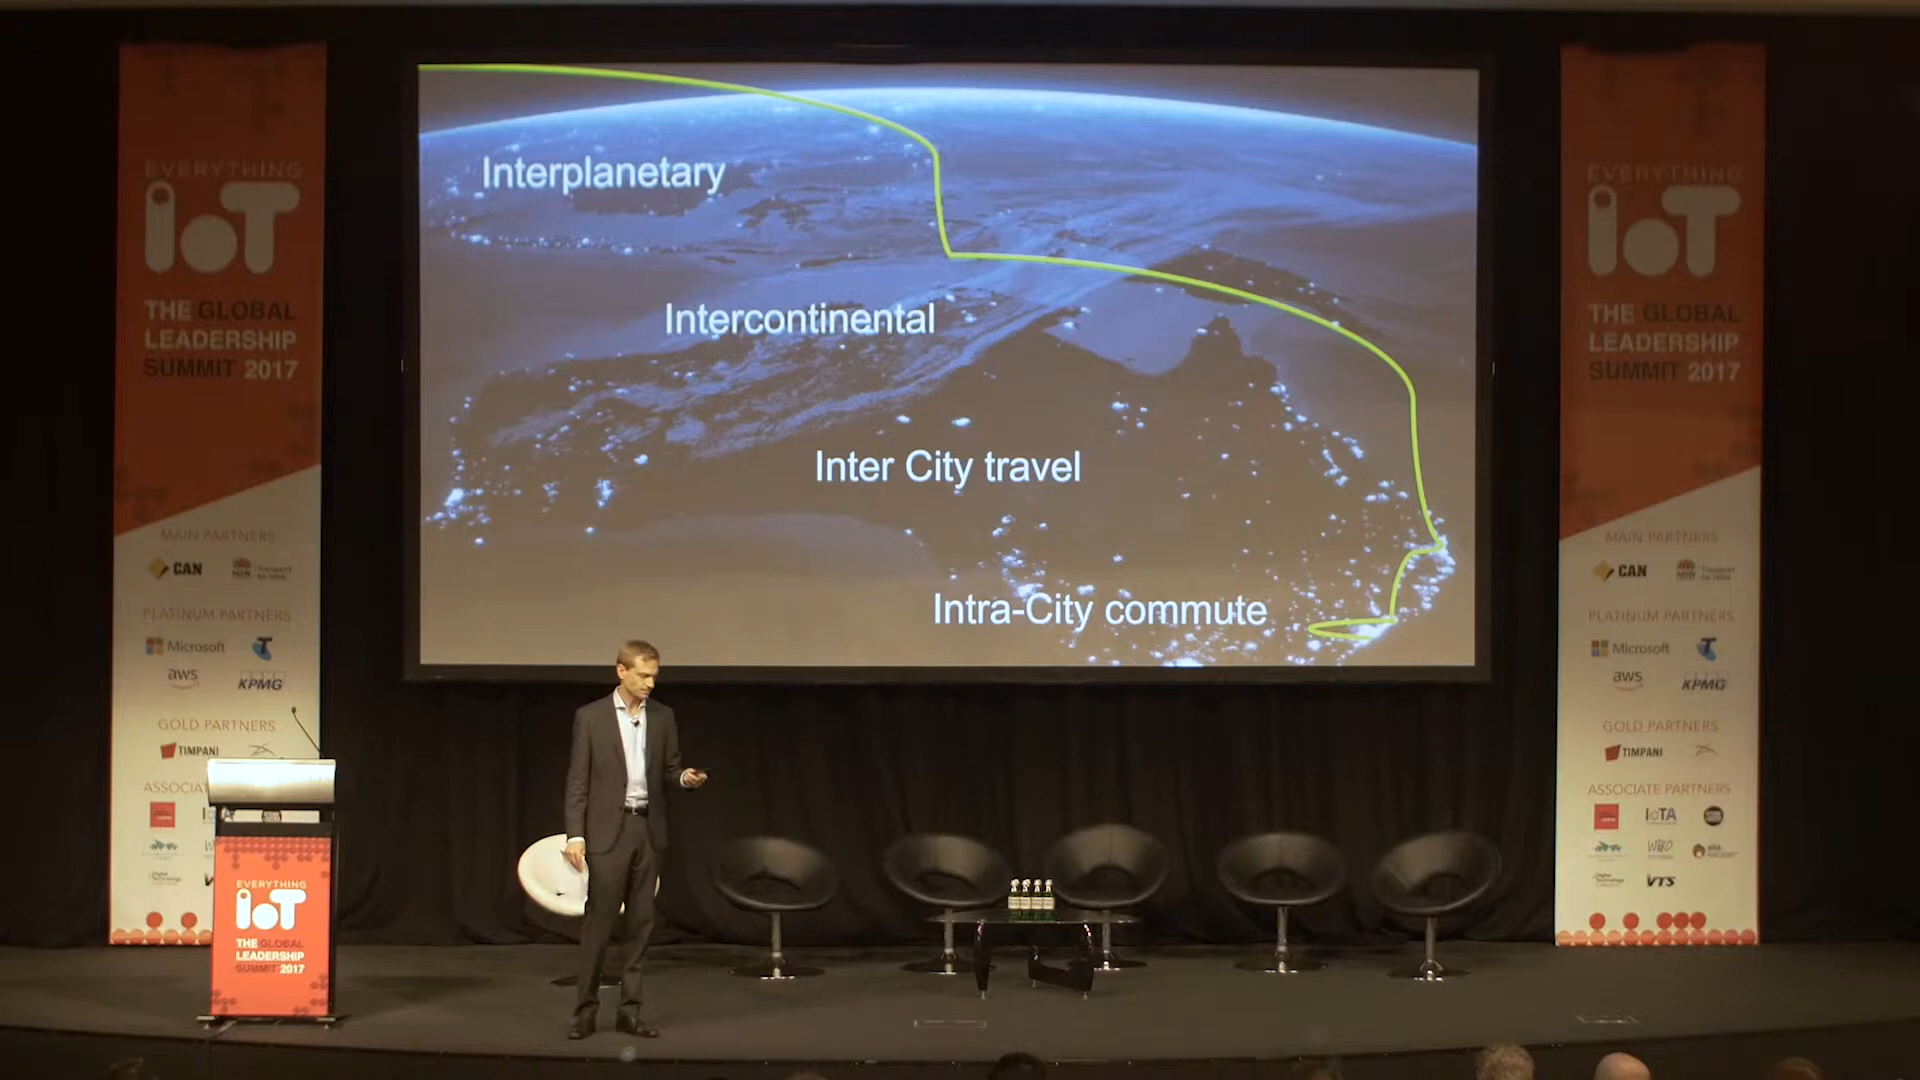 EVERYTHING
IoT
THE GLOBAL
LEADERSHIP
SUMMIT 2017
MAIN PARTNERS
CAN
PLATINUM PARTNERS
Microsoft
aws
KPMG
GOLD PARTNERS
TIMPANI
EVERYTHING
IoT
THE GLOBAL
LEADERSHIP
SUMMIT 2017
Interplanetary
Intercontinental
Inter City travel
Intra-City commute
EVERYTHING
IoT
THE GLOBAL
LEADERSHIP
SUMMIT 2017
MAIN PARTNERS
CAN
PLATINUM PARTNERS
Microsoft
aws
KPMG
GOLD PARTNERS
TIMPANI
ASSOCIATE PARTNERS
IoTA
VTS